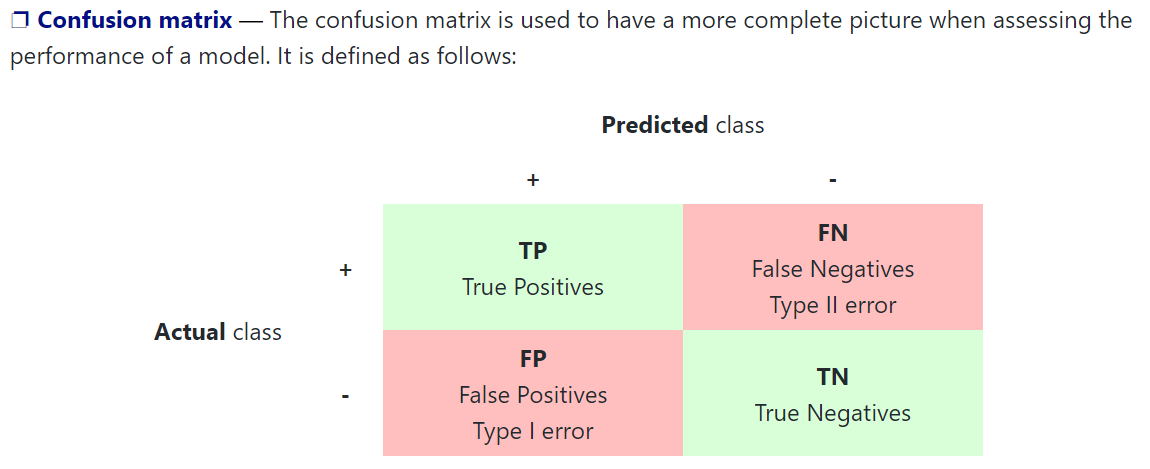 ❐ Confusion matrix — The confusion matrix is used to have a more complete picture when assessing the
performance of a model. It is defined as follows:
Predicted class
+ -
+
TP
True Positives
FN
False Negatives
Type II error
Actual class
-
FP
False Positives
Type I error
TN
True Negatives